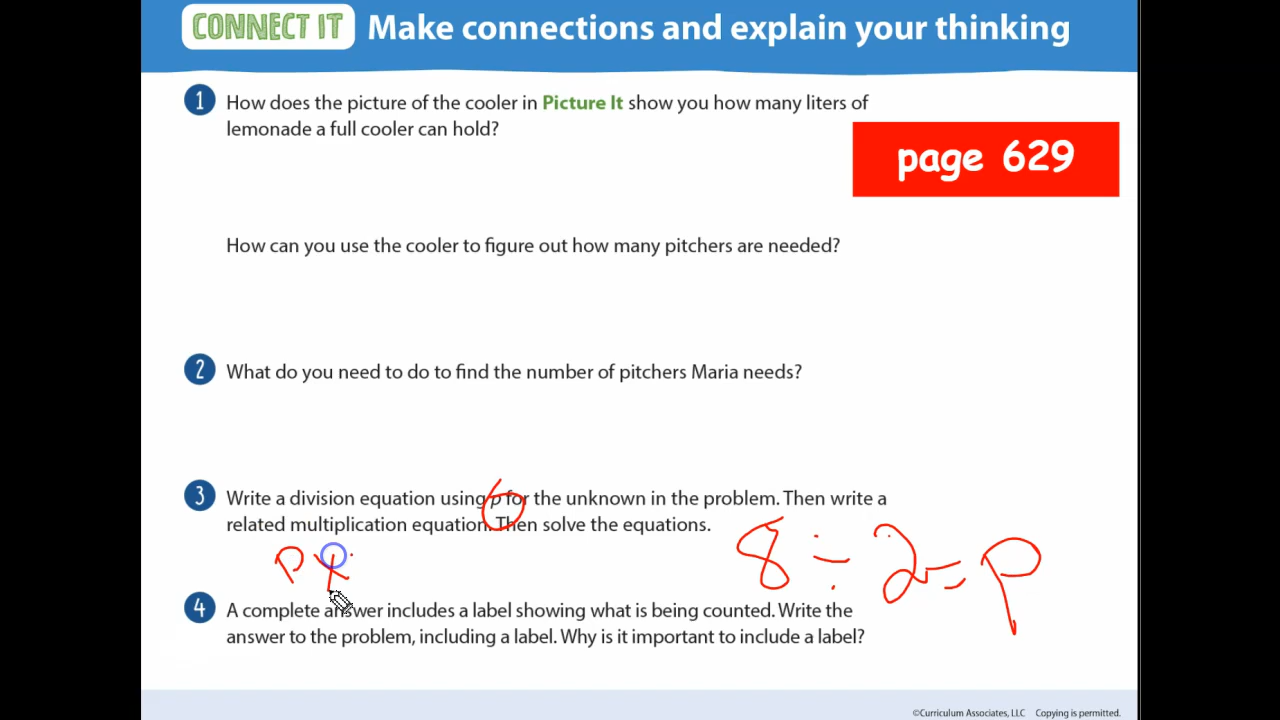 CONNECT IT Make connections and explain your thinking
1 How does the picture of the cooler in Picture It show you how many liters of
lemonade a full cooler can hold?
page 629
How can you use the cooler to figure out how many pitchers are needed?
2 What do you need to do to find the number of pitchers Maria needs?
3 Write a division equation using p for the unknown in the problem. Then write a
related multiplication equation. Then solve the equations.
6
8 ÷ 2 = p
p x
4 A complete answer includes a label showing what is being counted. Write the
answer to the problem, including a label. Why is it important to include a label?
©Curriculum Associates, LLC Copying is permitted.